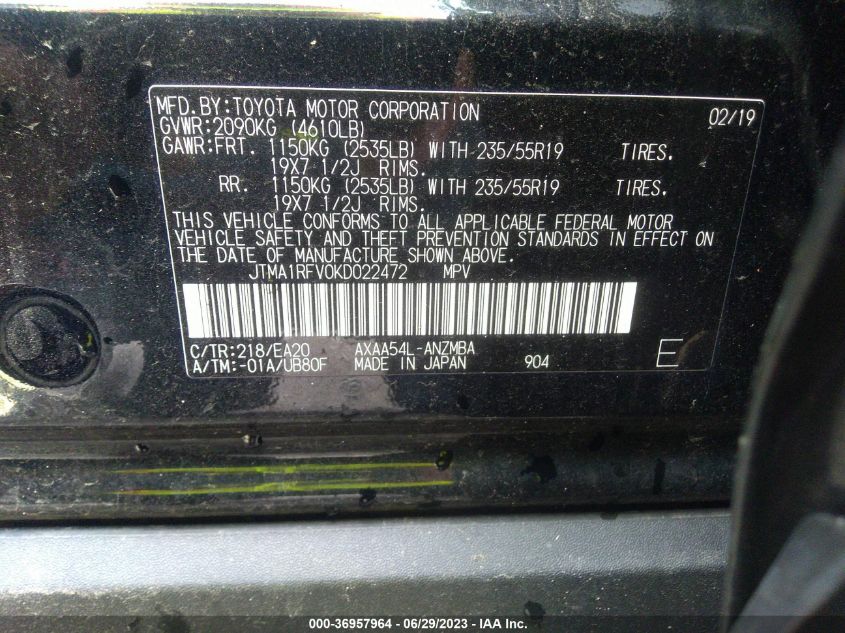 MFD.BY:TOYOTA MOTOR CORPORATION 02/19
GVWR:2090KG (4610LB)
GAWR:FRT. 1150KG (2535LB) WITH 235/55R19 TIRES.
19X7 1/2J RIMS.
RR. 1150KG (2535LB) WITH 235/55R19 TIRES.
19X7 1/2J RIMS.
THIS VEHICLE CONFORMS TO ALL APPLICABLE FEDERAL MOTOR
VEHICLE SAFETY AND THEFT PREVENTION STANDARDS IN EFFECT ON
THE DATE OF MANUFACTURE SHOWN ABOVE.
JTMA1RFV0KD022472 MPV
C/TR:218/EA20 AXAA54L-ANZMBA
A/TM:-01A/UB80F MADE IN JAPAN 904 E
000-36957964 - 06/29/2023 - IAA Inc.